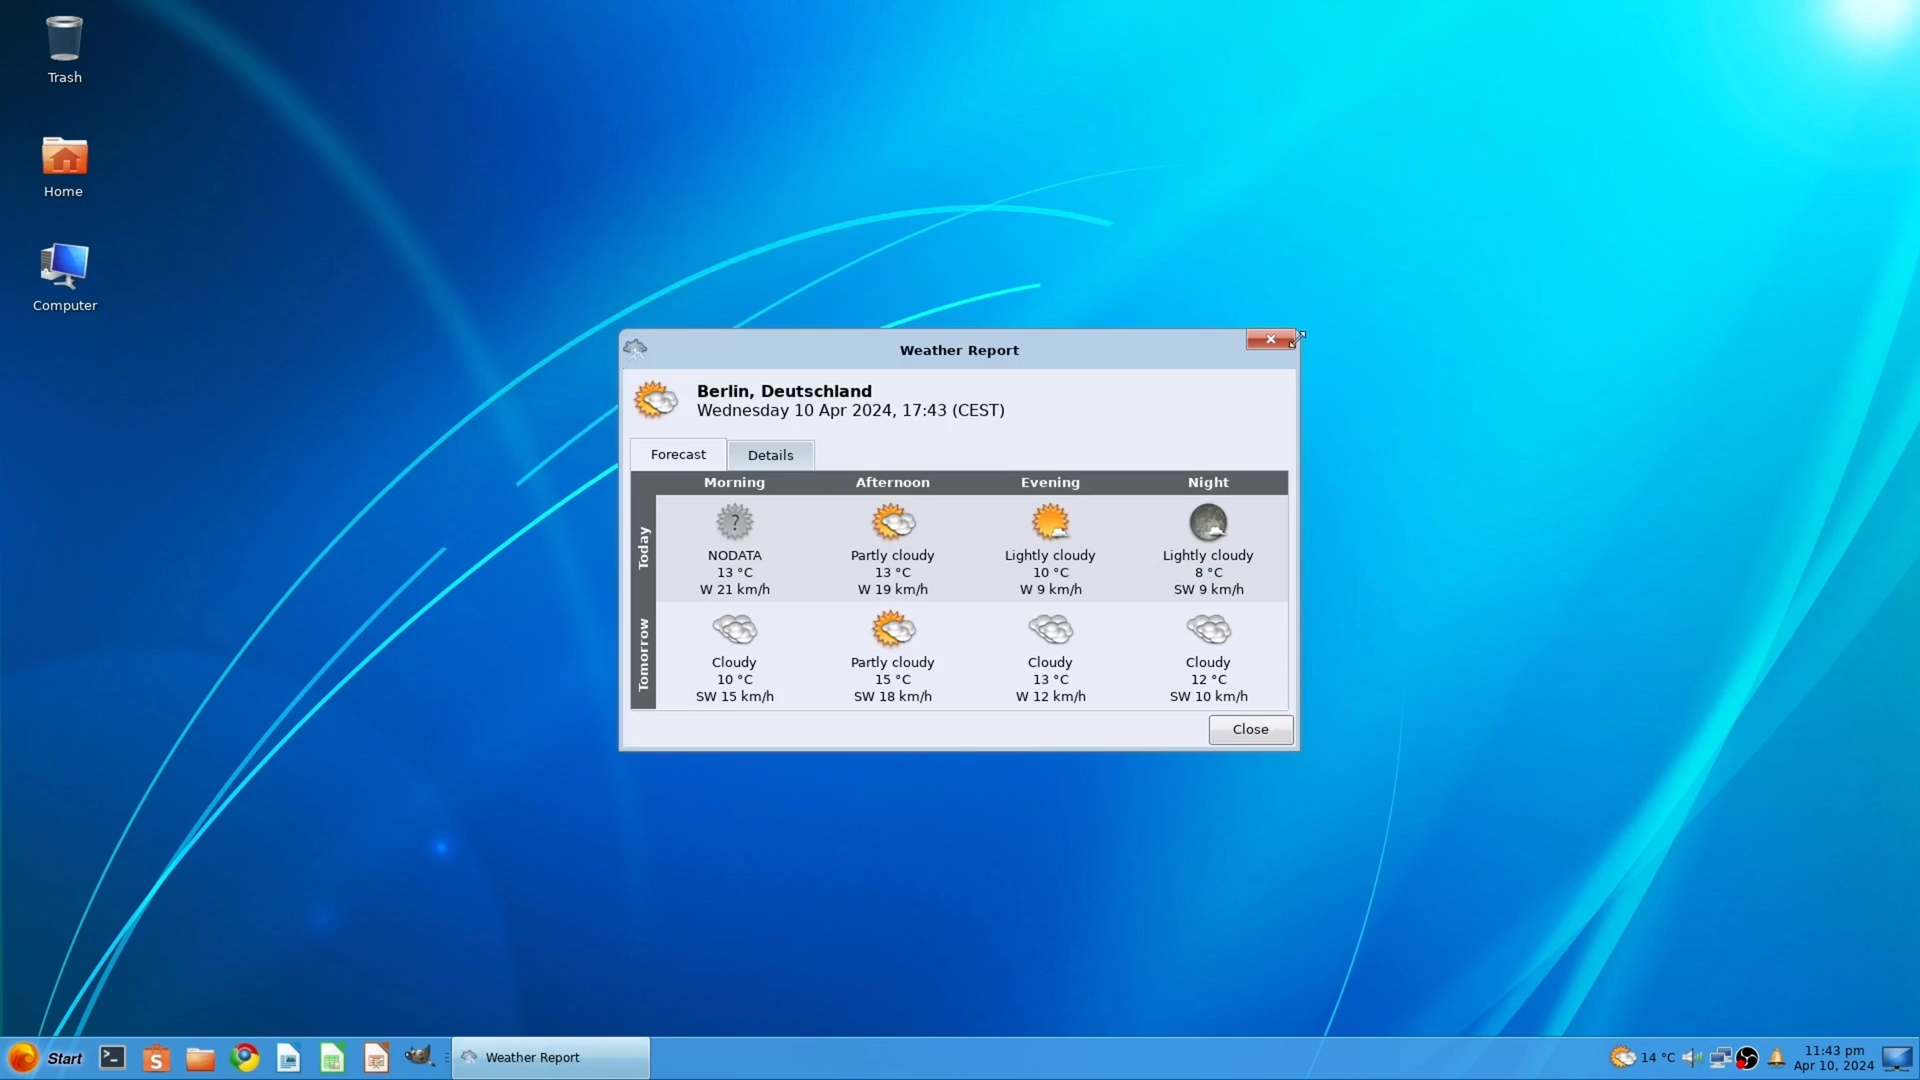 Trash
Home
Computer
Weather Report
Berlin, Deutschland
Wednesday 10 Apr 2024, 17:43 (CEST)
Forecast Details
Morning Afternoon Evening Night
Today
NODATA Partly cloudy Lightly cloudy Lightly cloudy
13 °C 13 °C 10 °C 8 °C
W 21 km/h W 19 km/h W 9 km/h SW 9 km/h
Tomorrow
Cloudy Partly cloudy Cloudy Cloudy
10 °C 15 °C 13 °C 12 °C
SW 15 km/h SW 18 km/h W 12 km/h SW 10 km/h
Close
Start Weather Report 14 °C 11:43 pm
Apr 10, 2024